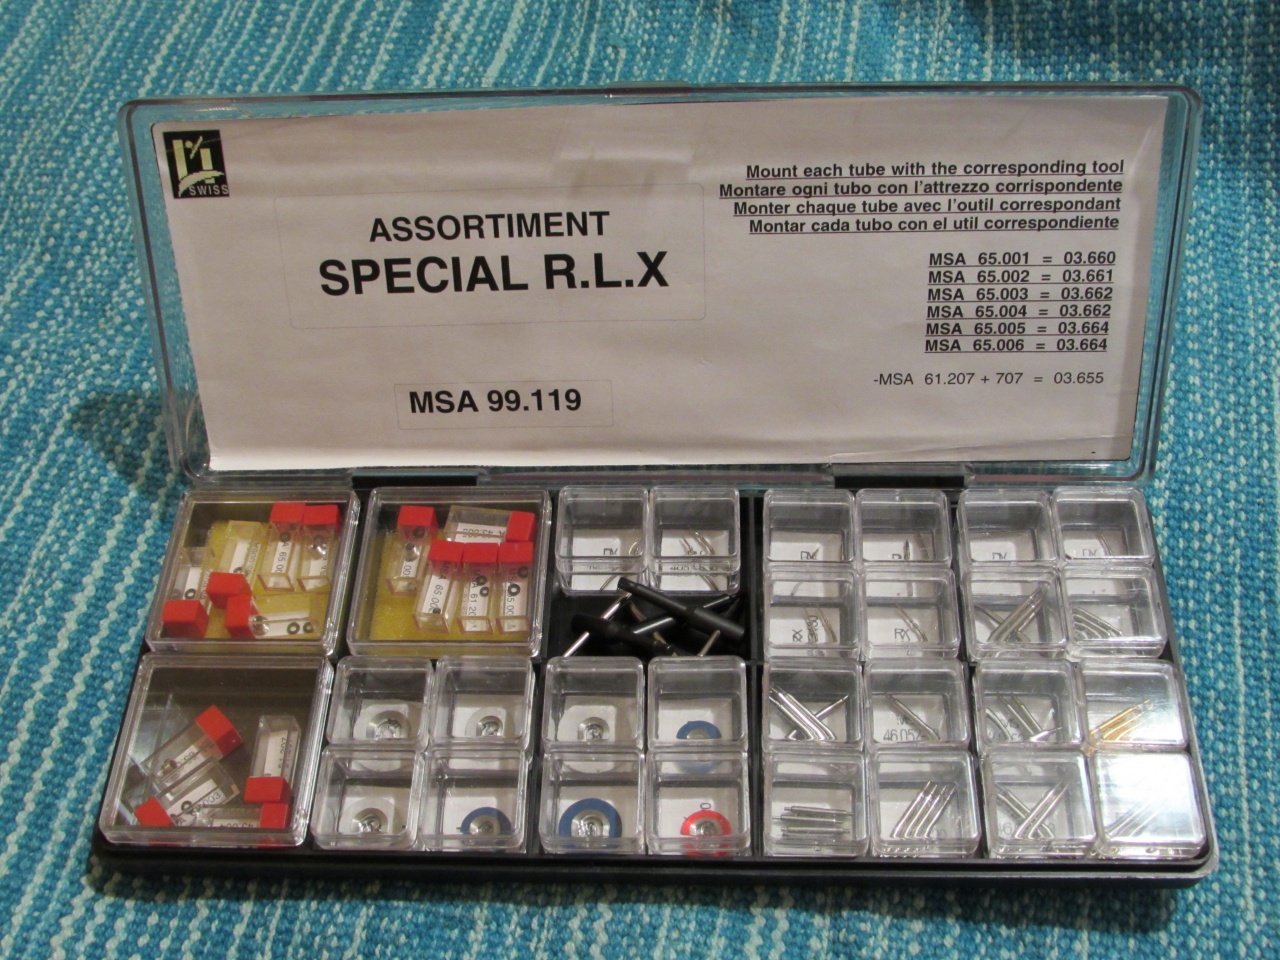 SWISS
ASSORTIMENT
SPECIAL R.L.X
MSA 99.119
Mount each tube with the corresponding tool
Montare ogni tubo con l'attrezzo corrispondente
Monter chaque tube avec l'outil correspondant
Montar cada tubo con el util correspondiente
MSA 65.001 = 03.660
MSA 65.002 = 03.661
MSA 65.003 = 03.662
MSA 65.004 = 03.662
MSA 65.005 = 03.664
MSA 65.006 = 03.664
-MSA 61.207 + 707 = 03.655
RX